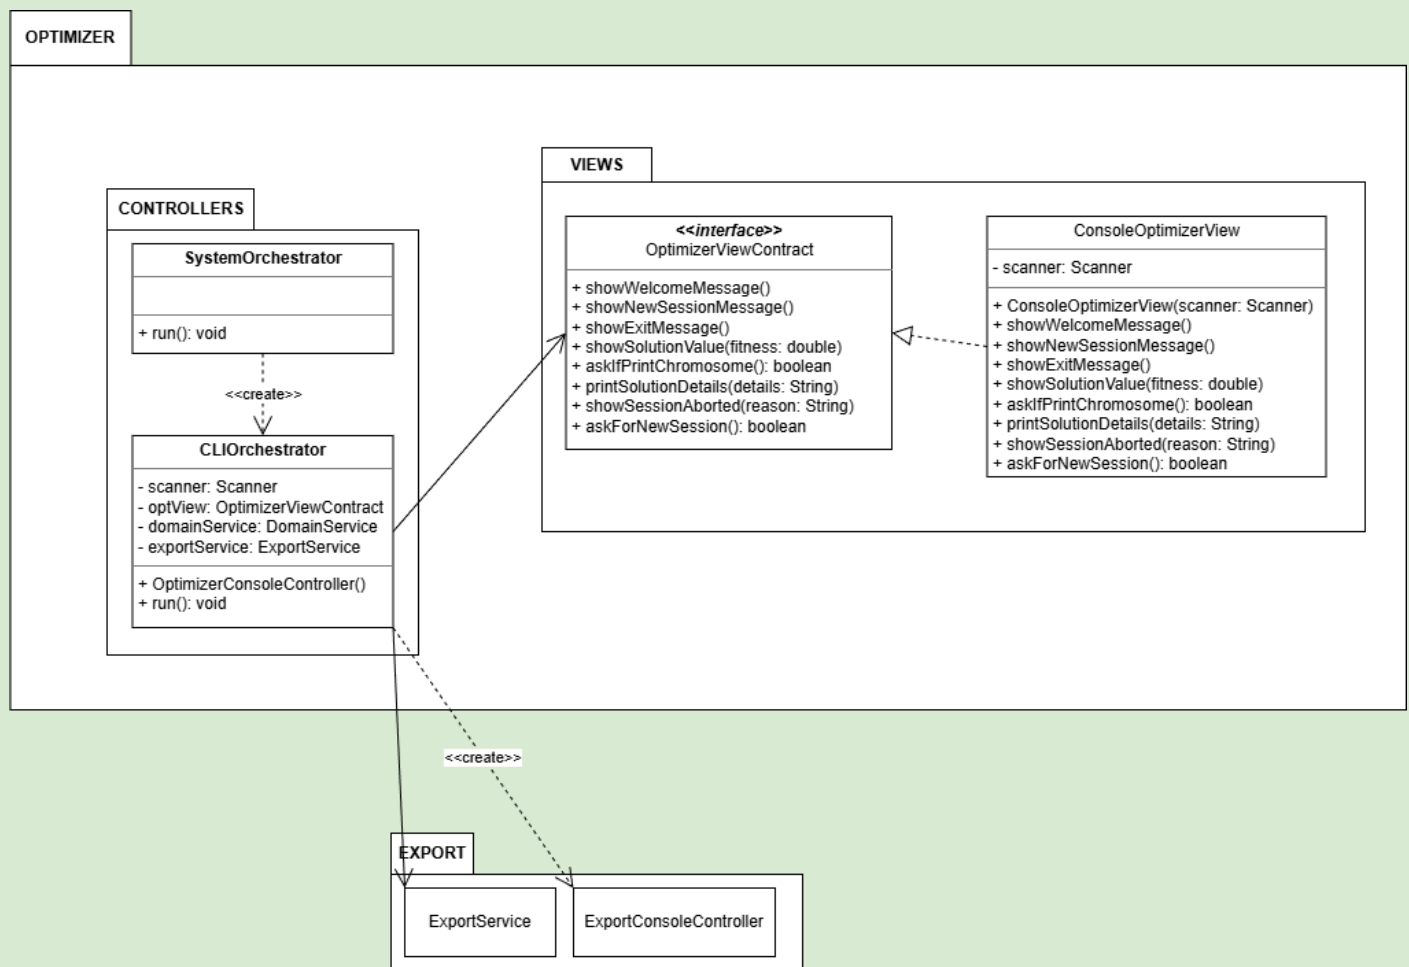 OPTIMIZER
CONTROLLERS
SystemOrchestrator
+ run(): void
<<create>>
CLIOrchestrator
- scanner: Scanner
- optView: OptimizerViewContract
- domainService: DomainService
- exportService: ExportService
+ OptimizerConsoleController()
+ run(): void
VIEWS
<<interface>>
OptimizerViewContract
+ showWelcomeMessage()
+ showNewSessionMessage()
+ showExitMessage()
+ showSolutionValue(fitness: double)
+ askIfPrintChromosome(): boolean
+ printSolutionDetails(details: String)
+ showSessionAborted(reason: String)
+ askForNewSession(): boolean
ConsoleOptimizerView
- scanner: Scanner
+ ConsoleOptimizerView(scanner: Scanner)
+ showWelcomeMessage()
+ showNewSessionMessage()
+ showExitMessage()
+ showSolutionValue(fitness: double)
+ askIfPrintChromosome(): boolean
+ printSolutionDetails(details: String)
+ showSessionAborted(reason: String)
+ askForNewSession(): boolean
<<create>>
EXPORT
ExportService
ExportConsoleController